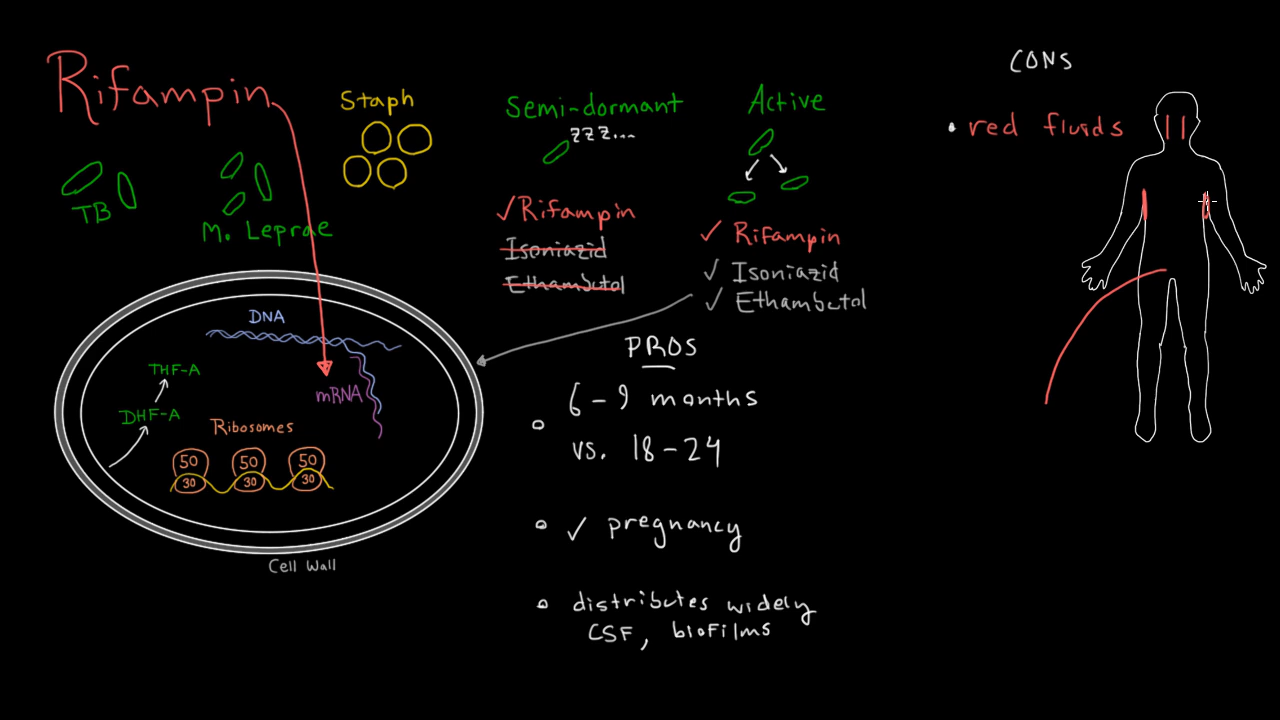 Rifampin
TB
M. Leprae
Staph
DNA
THF-A
DHF-A
mRNA
Ribosomes
50 50 50
30 30 30
Cell Wall
Semi-dormant
zzz...
✓Rifampin
Isoniazid
Ethambutol
Active
✓ Rifampin
✓ Isoniazid
✓ Ethambutol
PROS
6-9 months
vs. 18-24
✓ pregnancy
distributes widely
CSF, biofilms
CONS
• red fluids